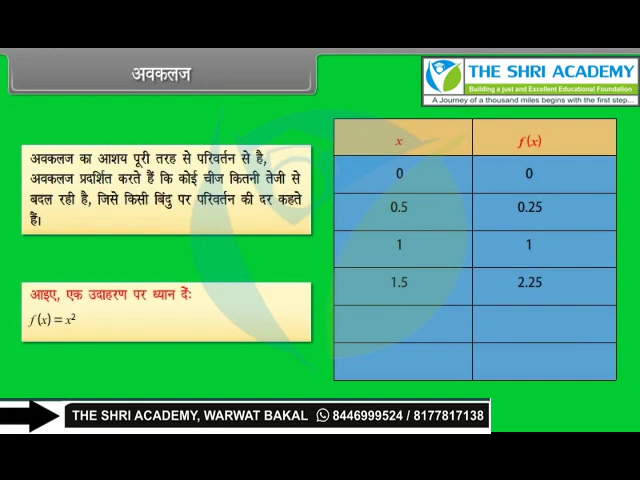 अवकलज
THE SHRI ACADEMY
Building a just and Excellent Educational Foundation
A Journey of a thousand miles begins with the first step...
अवकलज का आशय पूरी तरह से परिवर्तन से है,
अवकलज प्रदर्शित करते हैं कि कोई चीज कितनी तेजी से
बदल रही है, जिसे किसी बिंदु पर परिवर्तन की दर कहते
हैं।
आइए, एक उदाहरण पर ध्यान देंः
f(x) = x²
x f(x)
0 0
0.5 0.25
1 1
1.5 2.25
THE SHRI ACADEMY, WARWAT BAKAL 8446999524 / 8177817138